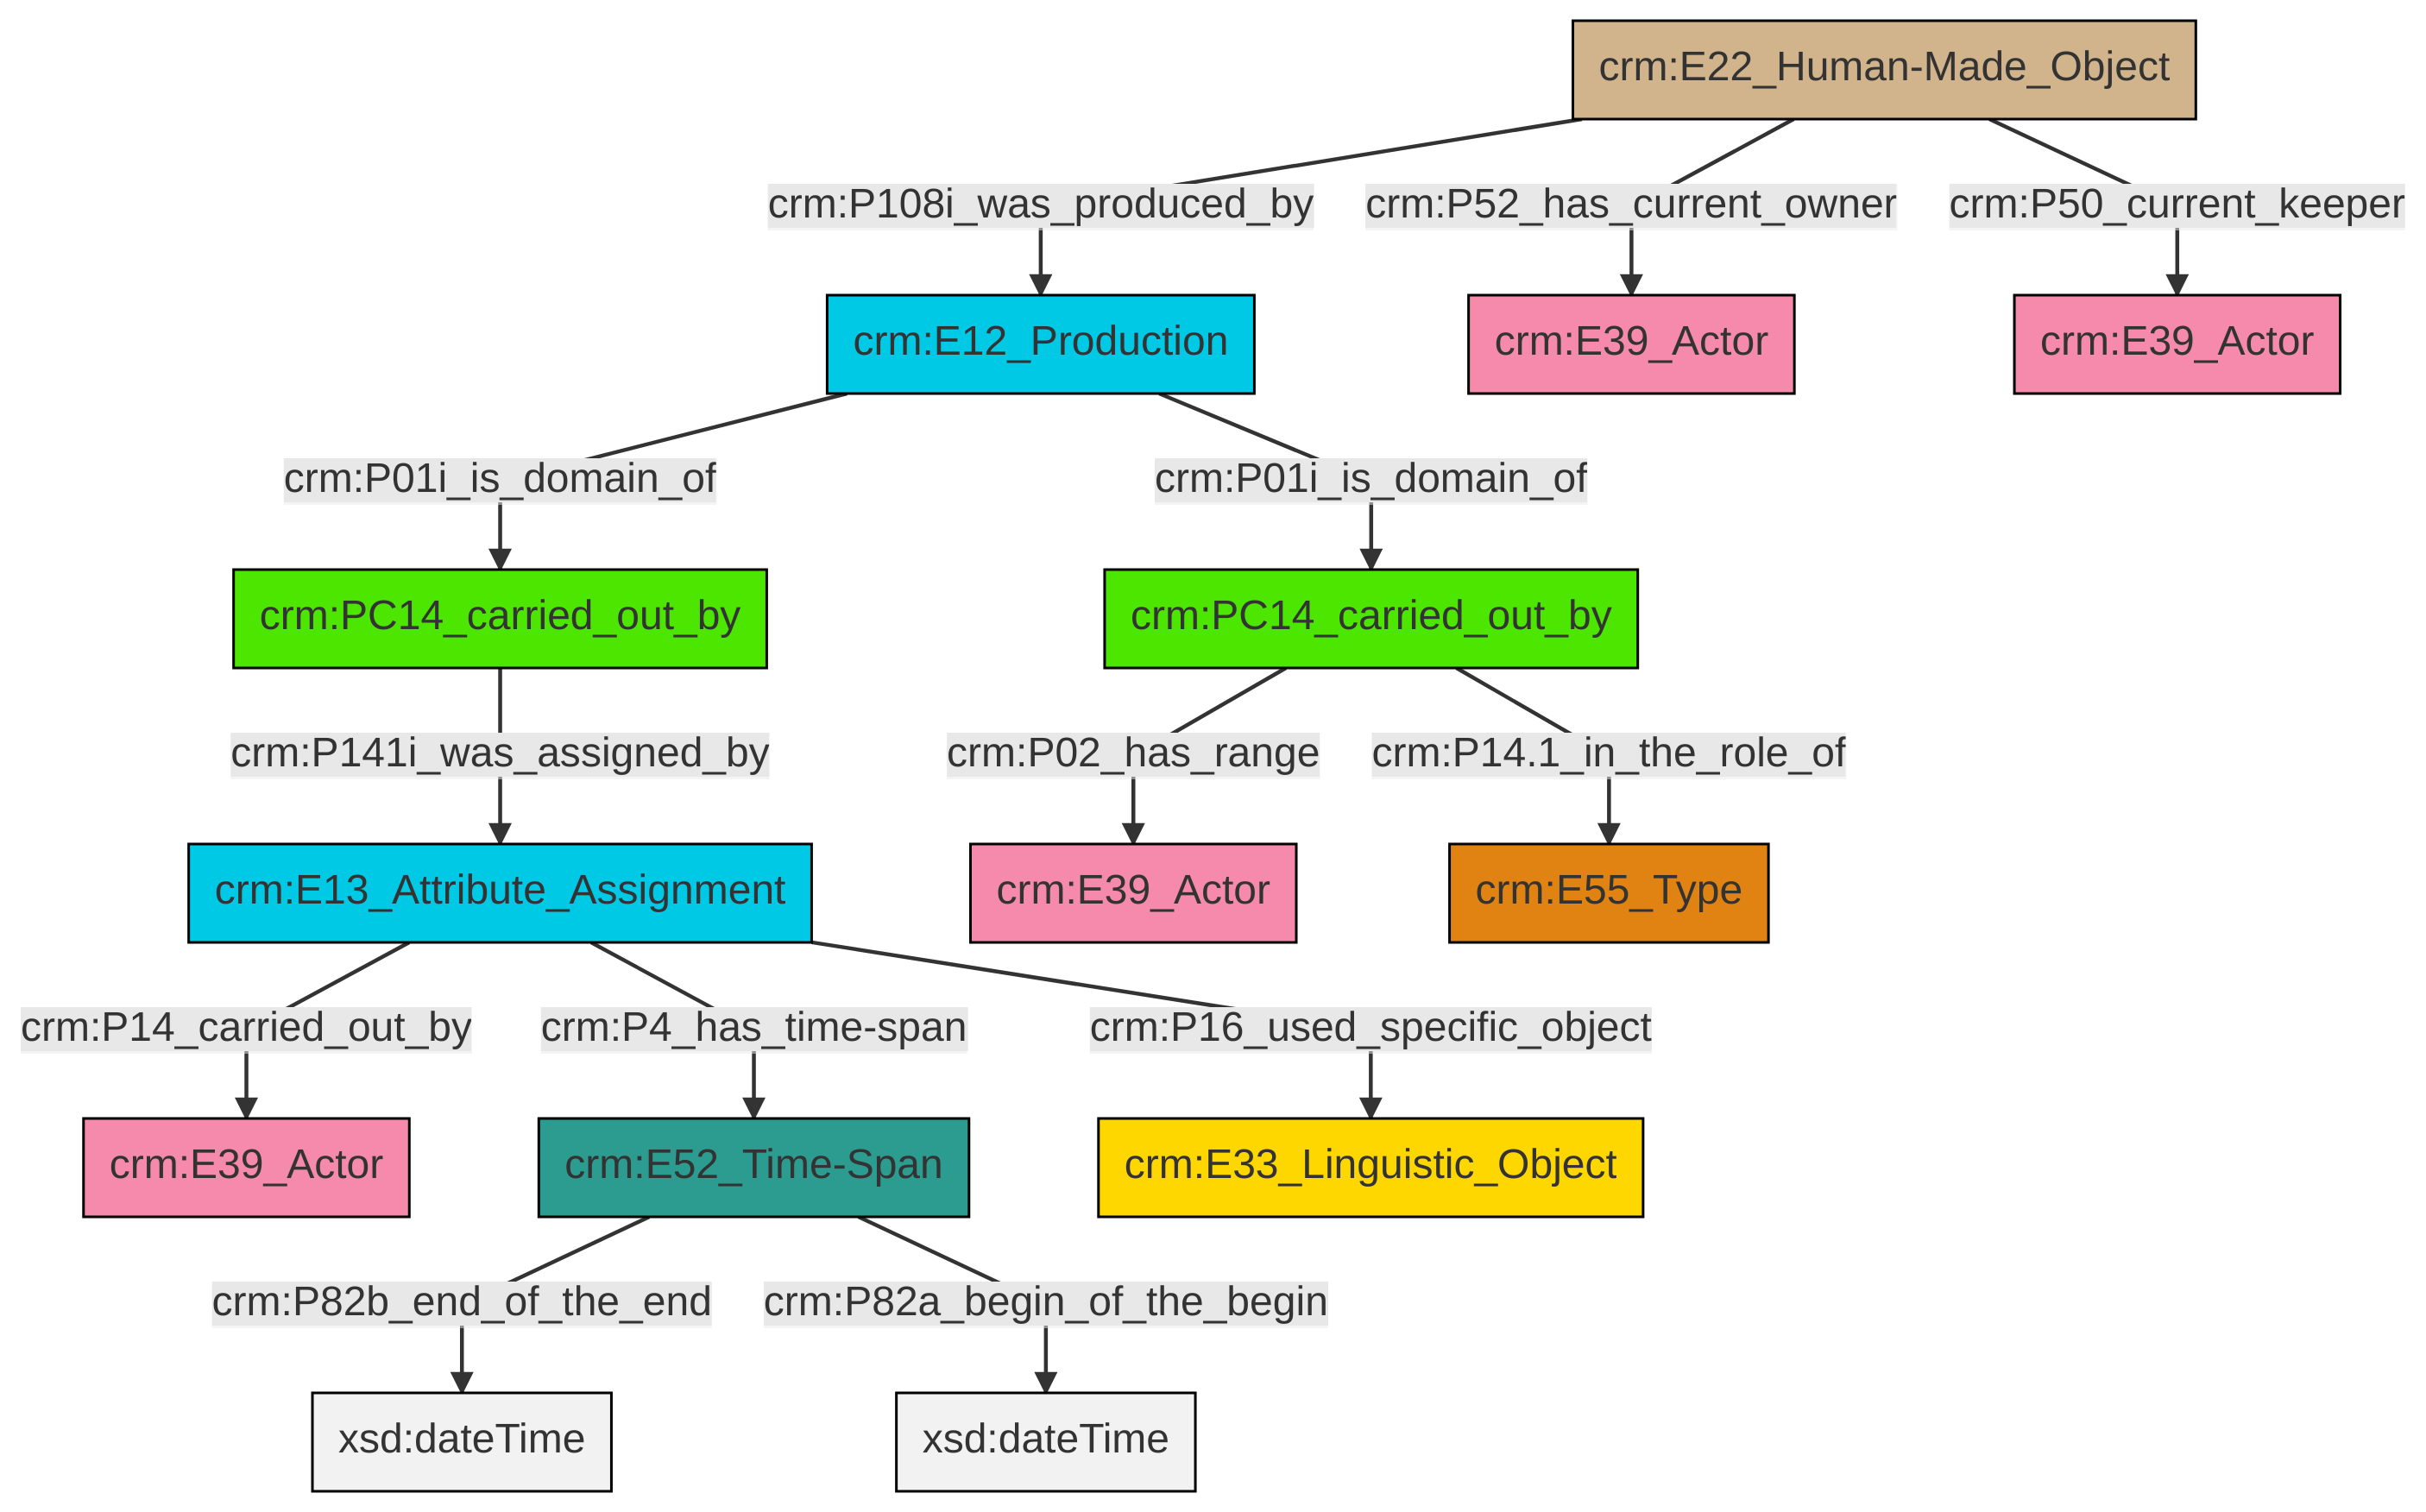 crm:E22_Human-Made_Object
crm:P108i_was_produced_by
crm:P52_has_current_owner
crm:P50_current_keeper
crm:E12_Production
crm:E39_Actor
crm:E39_Actor
crm:P01i_is_domain_of
crm:P01i_is_domain_of
crm:PC14_carried_out_by
crm:PC14_carried_out_by
crm:P141i_was_assigned_by
crm:P02_has_range
crm:P14.1_in_the_role_of
crm:E13_Attribute_Assignment
crm:E39_Actor
crm:E55_Type
crm:P14_carried_out_by
crm:P4_has_time-span
crm:P16_used_specific_object
crm:E39_Actor
crm:E52_Time-Span
crm:E33_Linguistic_Object
crm:P82b_end_of_the_end
crm:P82a_begin_of_the_begin
xsd:dateTime
xsd:dateTime